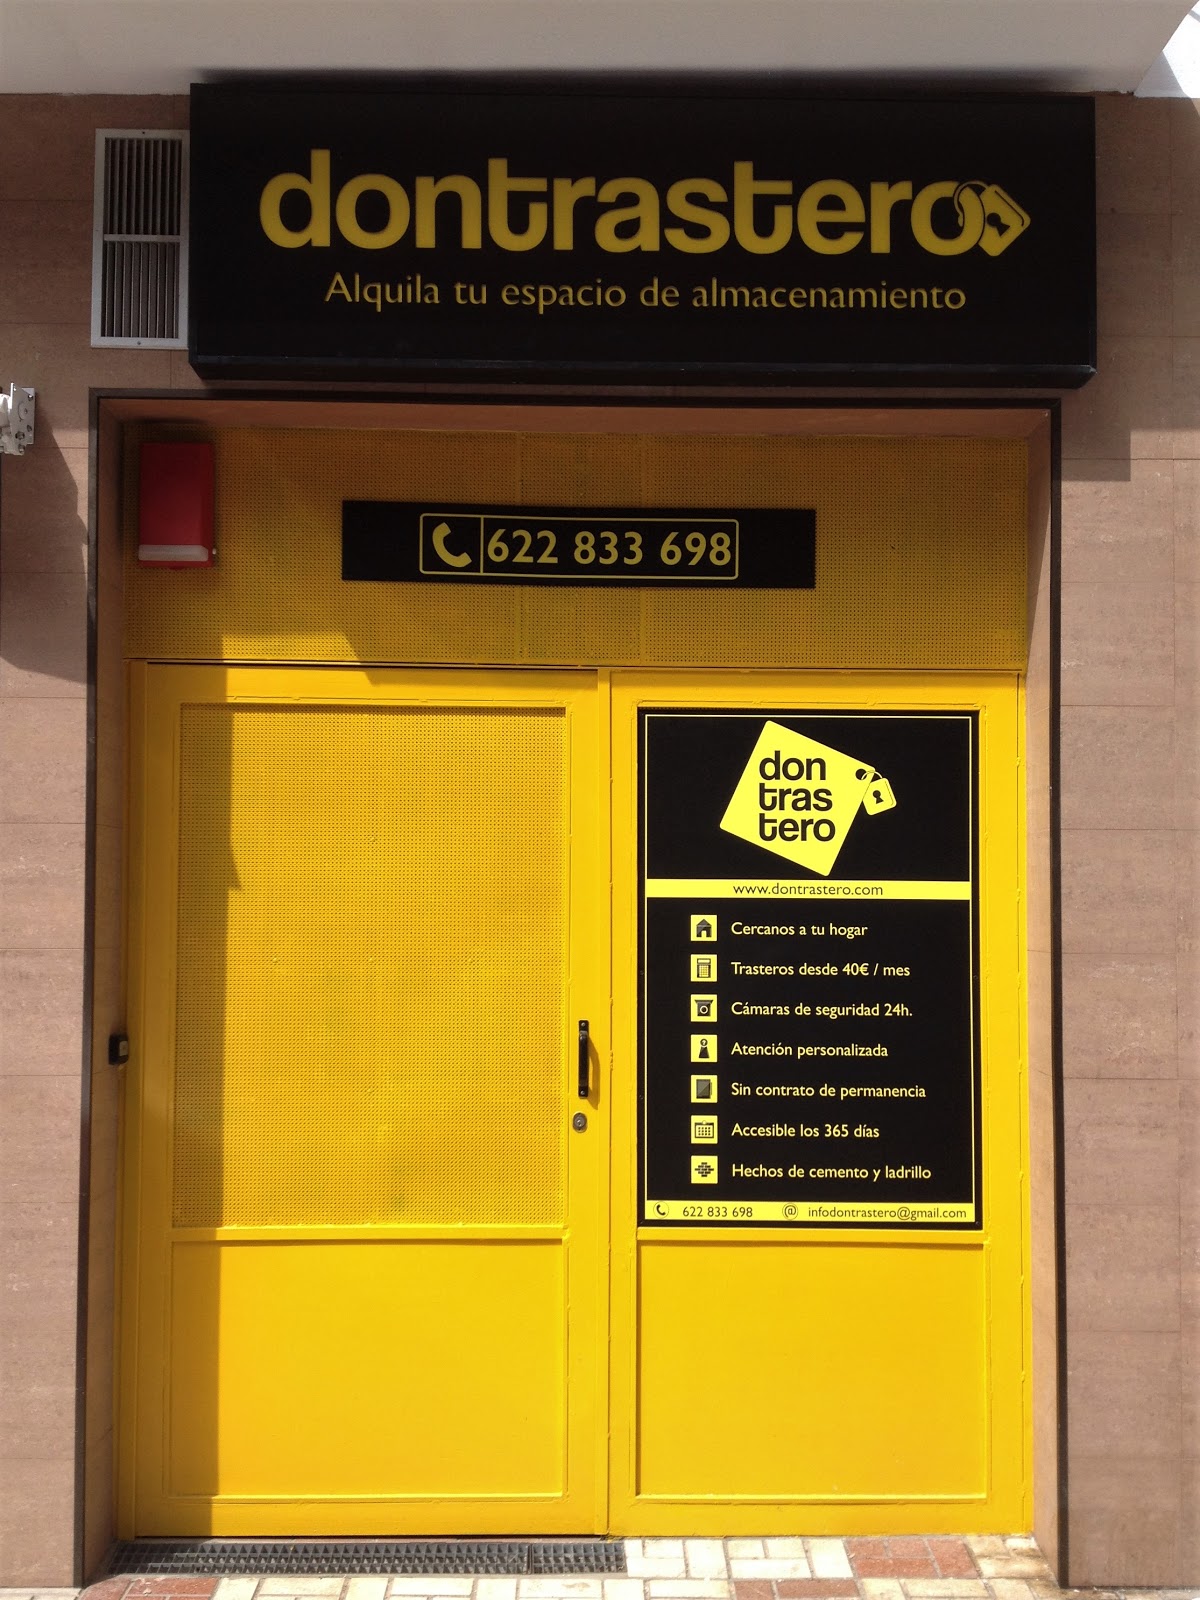 dontrastero
Alquila tu espacio de almacenamiento
622 833 698
don
tras
tero
www.dontrastero.com
Cercanos a tu hogar
Trasteros desde 40€ / mes
Cámaras de seguridad 24h.
Atención personalizada
Sin contrato de permanencia
Accesible los 365 días
Hechos de cemento y ladrillo
622 833 698 @ infodontrastero@gmail.com